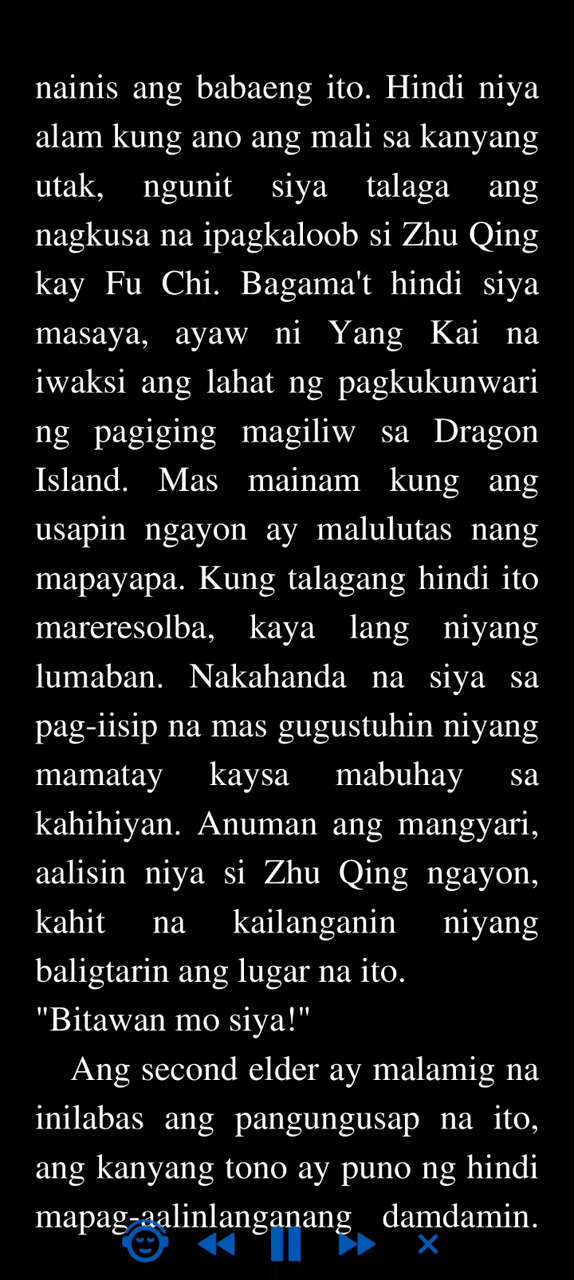 nainis ang babaeng ito. Hindi niya
alam kung ano ang mali sa kanyang
utak, ngunit siya talaga ang
nagkusa na ipagkaloob si Zhu Qing
kay Fu Chi. Bagama't hindi siya
masaya, ayaw ni Yang Kai na
iwaksi ang lahat ng pagkukunwari
ng pagiging magiliw sa Dragon
Island. Mas mainam kung ang
usapin ngayon ay malulutas nang
mapayapa. Kung talagang hindi ito
mareresolba, kaya lang niyang
lumaban. Nakahanda na siya sa
pag-iisip na mas gugustuhin niyang
mamatay kaysa mabuhay sa
kahihiyan. Anuman ang mangyari,
aalisin niya si Zhu Qing ngayon,
kahit na kailanganin niyang
baligtarin ang lugar na ito.
"Bitawan mo siya!"
Ang second elder ay malamig na
inilabas ang pangungusap na ito,
ang kanyang tono ay puno ng hindi
mapag-aalinlanganang damdamin.